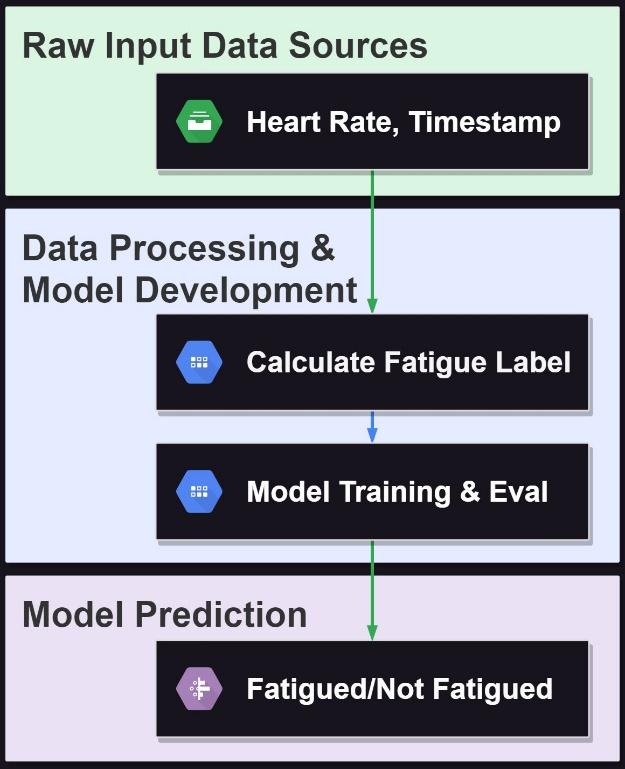 Raw Input Data Sources
Heart Rate, Timestamp
Data Processing &
Model Development
Calculate Fatigue Label
Model Training & Eval
Model Prediction
Fatigued/Not Fatigued